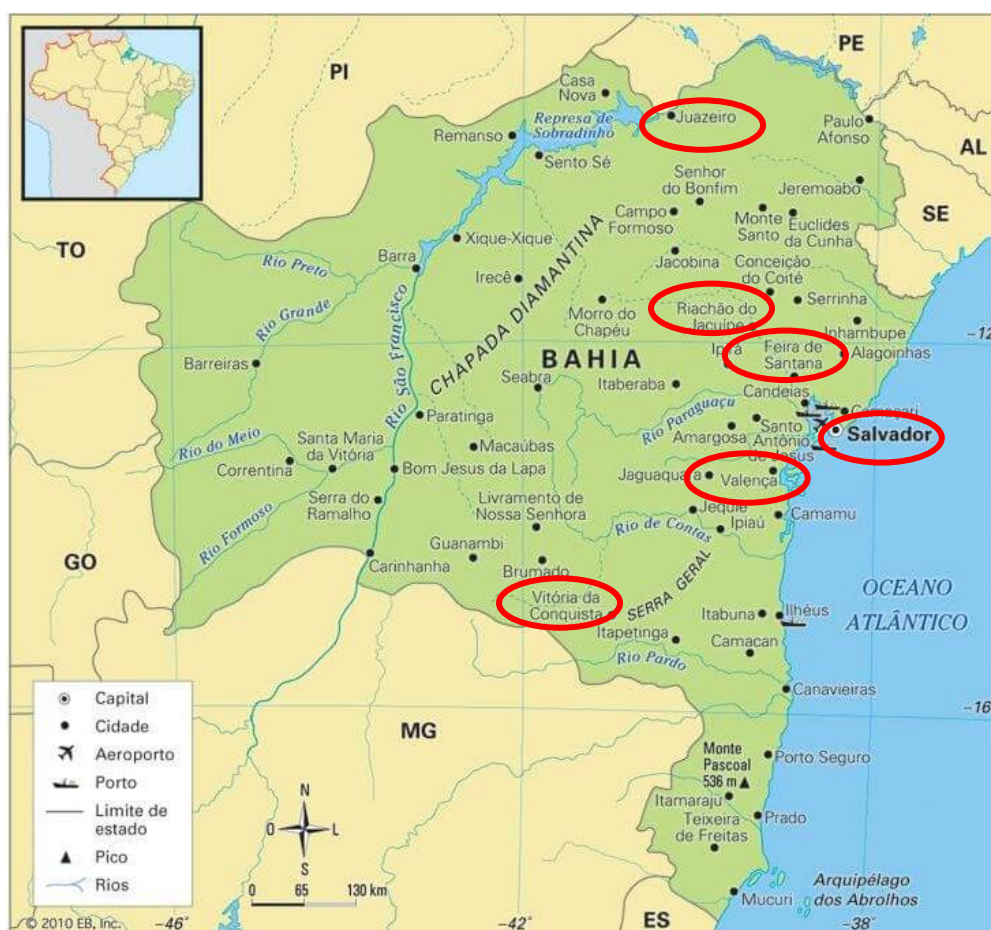 PI
PE
AL
SE
TO
GO
MG
ES
Casa
Nova
Represa de
Sobradinho
Juazeiro
Remanso
Sento Sé
Paulo
Afonso
Senhor
do Bonfim
Jeremoabo
Campo
Formoso
Monte
Santo
Euclides
da Cunha
Xique-Xique
Rio Preto
Barra
Irecê
CHAPADA DIAMANTINA
Jacobina
Conceição
do Coité
Serrinha
Rio Grande
Rio São Francisco
Morro do
Chapéu
Riachão do
Jacuípe
Inhambupe
-12
BAHIA
Feira de
Santana
Alagoinhas
Barreiras
Seabra
Itaberaba
Candeias
Camaçari
Rio Paraguaçu
Paratinga
Santo
Antônio
de Jesus
Amargosa
Salvador
Rio do Meio
Santa Maria
da Vitória
Macaúbas
Correntina
Bom Jesus da Lapa
Jaguaquara
Valença
Serra do
Ramalho
Livramento de
Nossa Senhora
Jequié
Ipiaú
Camamu
Rio Formoso
Rio de Contas
Guanambi
Carinhanha
Brumado
SERRA GERAL
Vitória da
Conquista
Itabuna
Ilhéus
OCEANO
ATLÂNTICO
Itapetinga
Camacan
Rio Pardo
Canavieiras
-16
Monte
Pascoal
536 m
Porto Seguro
Itamaraju
Prado
Teixeira
de Freitas
Mucuri
Arquipélago
dos Abrolhos
Capital
Cidade
Aeroporto
Porto
Limite de
estado
Pico
Rios
N
O
L
S
0 65 130 km
-46
-42
-38
© 2010 EB, Inc.